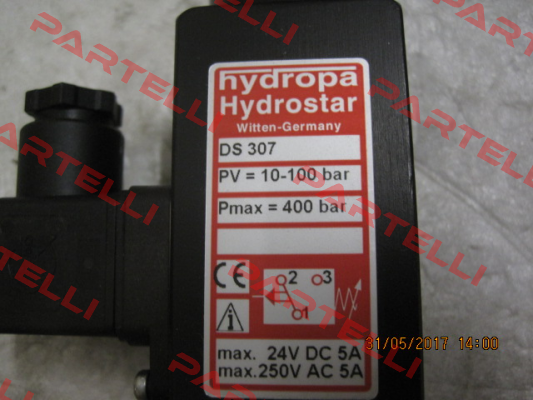 hydropa
Hydrostar
Witten-Germany
DS 307
PV = 10-100 bar
Pmax = 400 bar
CE
2 3
1
i
max. 24V DC 5A
max.250V AC 5A
31/05/2017 14:00
PARTELLI
PARTELLI
PARTELLI
PARTELLI
PARTELLI
PARTELLI